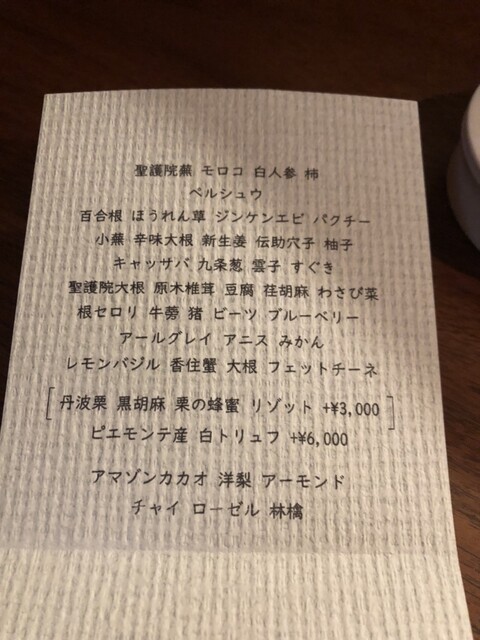 聖護院蕪 モロコ 白人参 柿
ペルシュウ
百合根 ほうれん草 ジンケンエビ パクチー
小蕪 辛味大根 新生姜 伝助穴子 柚子
キャッサバ 九条葱 雲子 すぐき
聖護院大根 原木椎茸 豆腐 荏胡麻 わさび菜
根セロリ 牛蒡 猪 ビーツ ブルーベリー
アールグレイ アニス みかん
レモンバジル 香住蟹 大根 フェットチーネ
[丹波栗 黒胡麻 栗の蜂蜜 リゾット +¥3,000]
ピエモンテ産 白トリュフ +¥6,000
アマゾンカカオ 洋梨 アーモンド
チャイ ローゼル 林檎